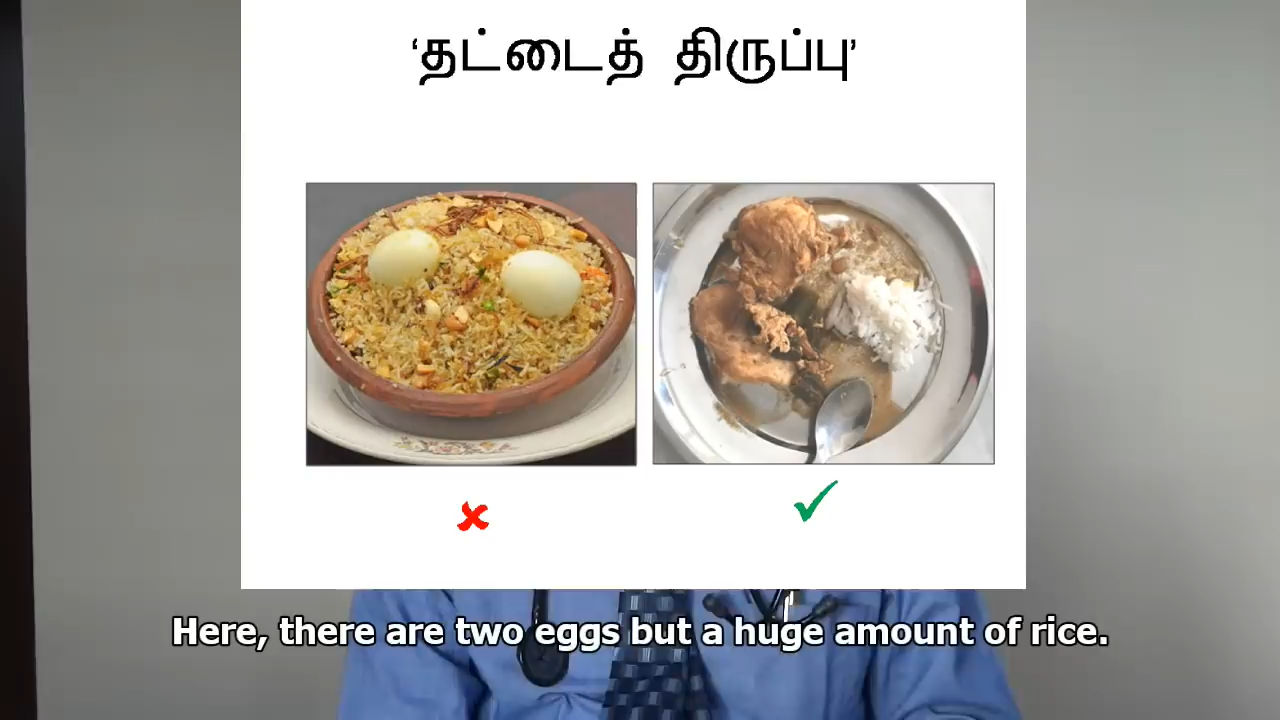 ‘தட்டைத் திருப்பு’
Here, there are two eggs but a huge amount of rice.